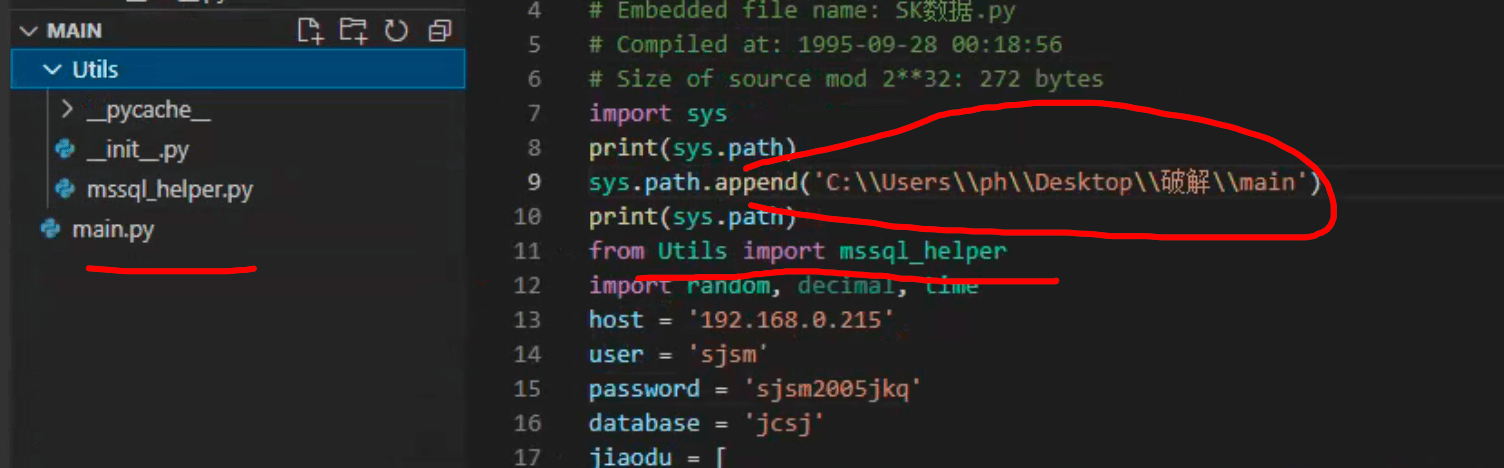 MAIN
Utils
__pycache__
__init__.py
mssql_helper.py
main.py
4 # Embedded file name: SK数据.py
5 # Compiled at: 1995-09-28 00:18:56
6 # Size of source mod 2**32: 272 bytes
7 import sys
8 print(sys.path)
9 sys.path.append('C:\\Users\\ph\\Desktop\\破解\\main')
10 print(sys.path)
11 from Utils import mssql_helper
12 import random, decimal, time
13 host = '192.168.0.215'
14 user = 'sjsm'
15 password = 'sjsm2005jkq'
16 database = 'jcsj'
17 jiaodu = [